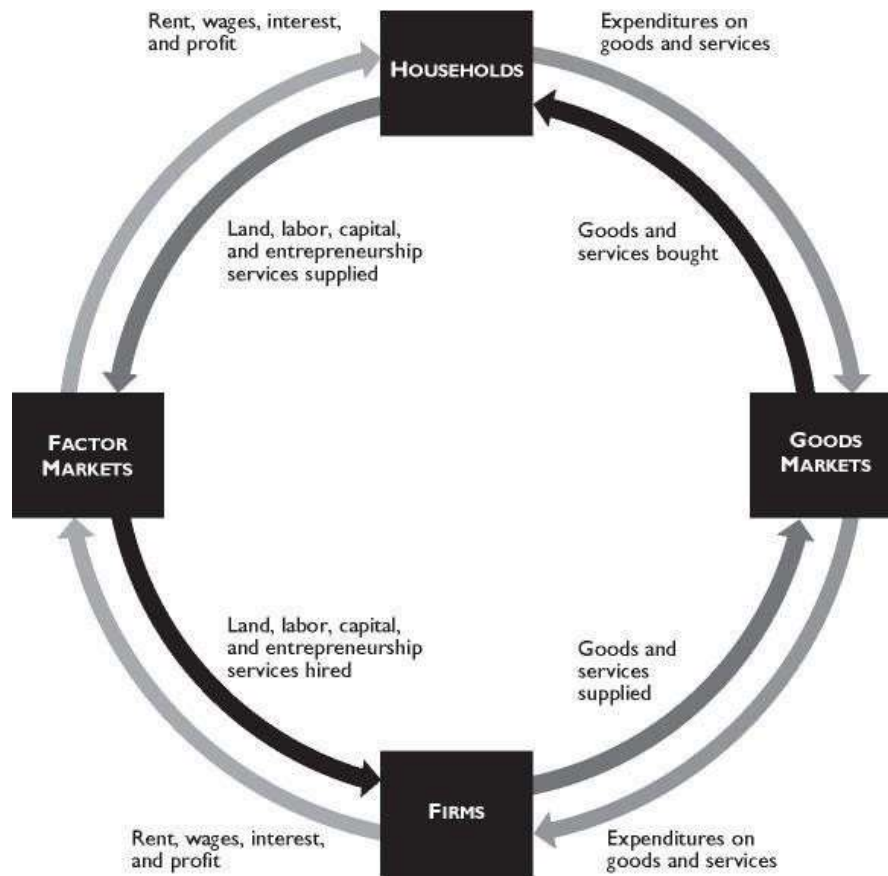 Rent, wages, interest,
and profit
HOUSEHOLDS
Expenditures on
goods and services
Land, labor, capital,
and entrepreneurship
services supplied
Goods and
services bought
FACTOR
MARKETS
GOODS
MARKETS
Land, labor, capital,
and entrepreneurship
services hired
Goods and
services
supplied
FIRMS
Rent, wages, interest,
and profit
Expenditures on
goods and services